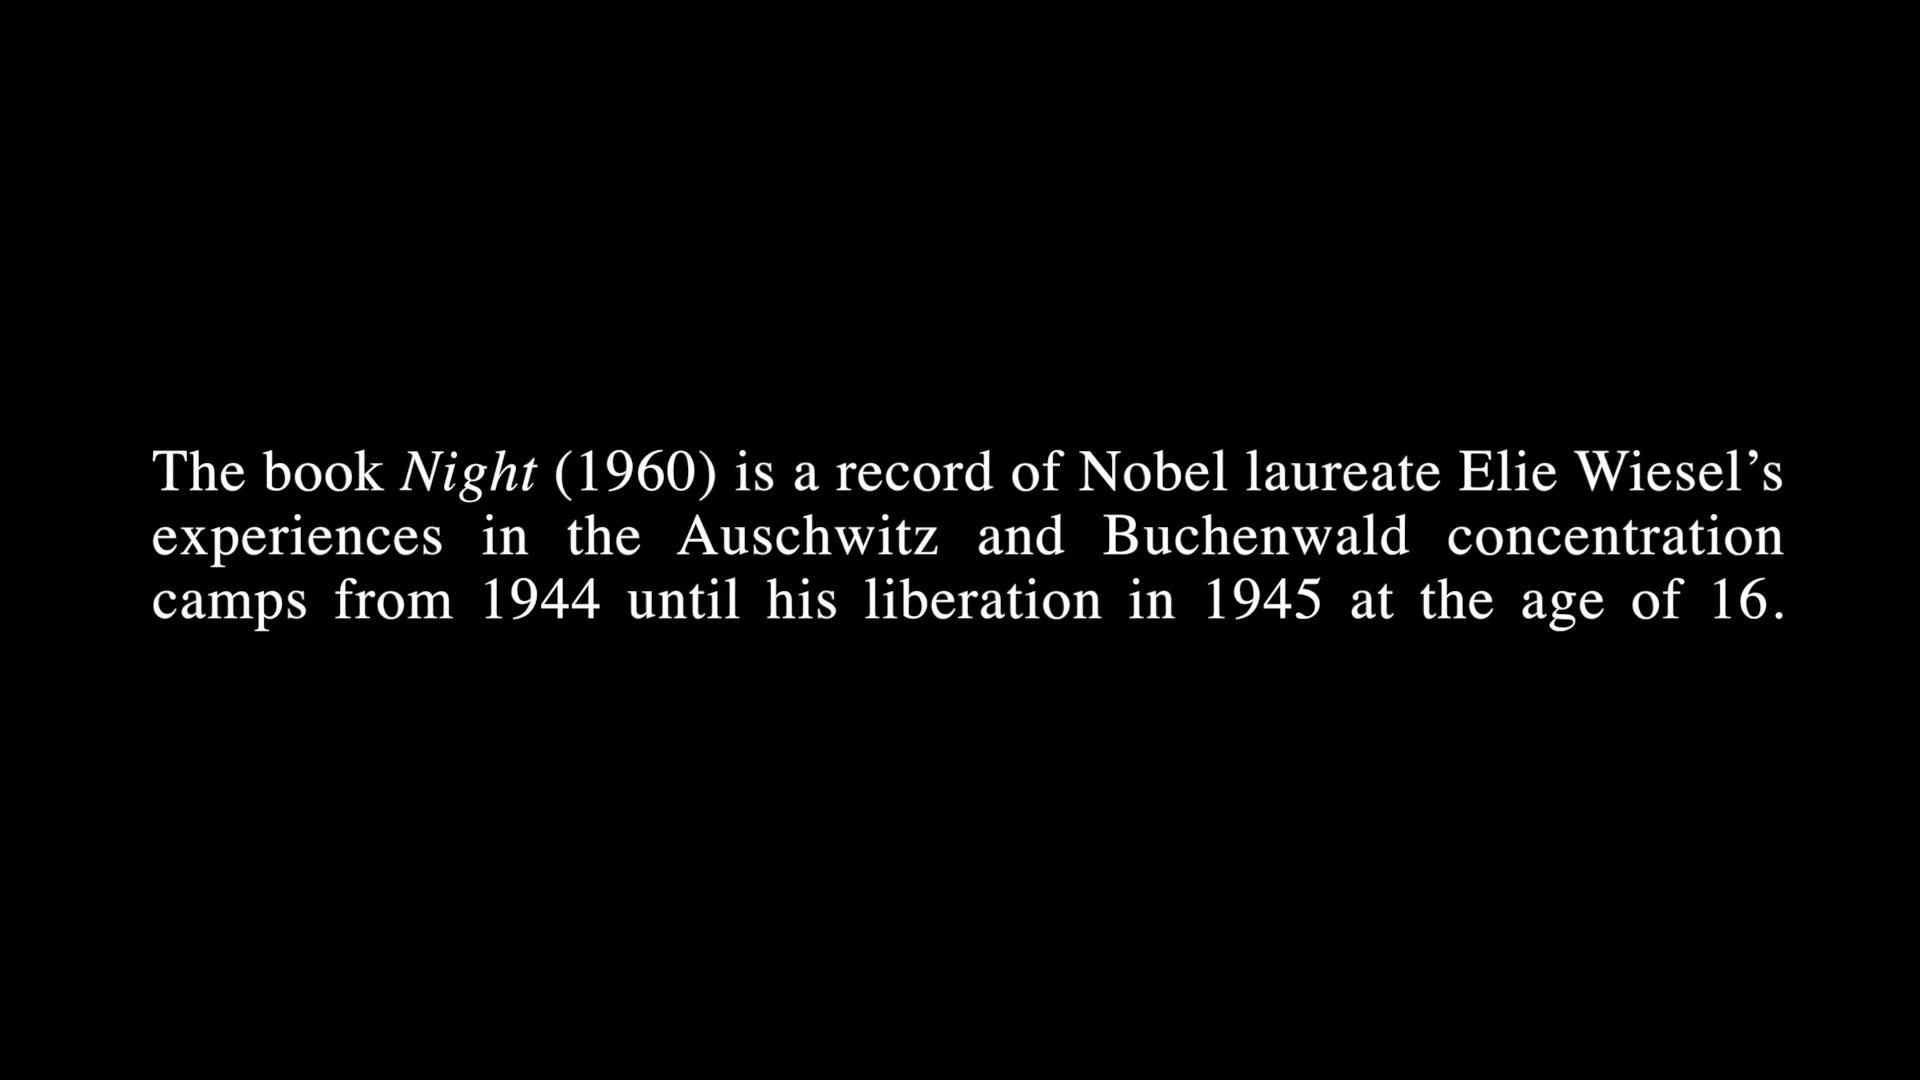 The book Night (1960) is a record of Nobel laureate Elie Wiesel’s
experiences in the Auschwitz and Buchenwald concentration
camps from 1944 until his liberation in 1945 at the age of 16.